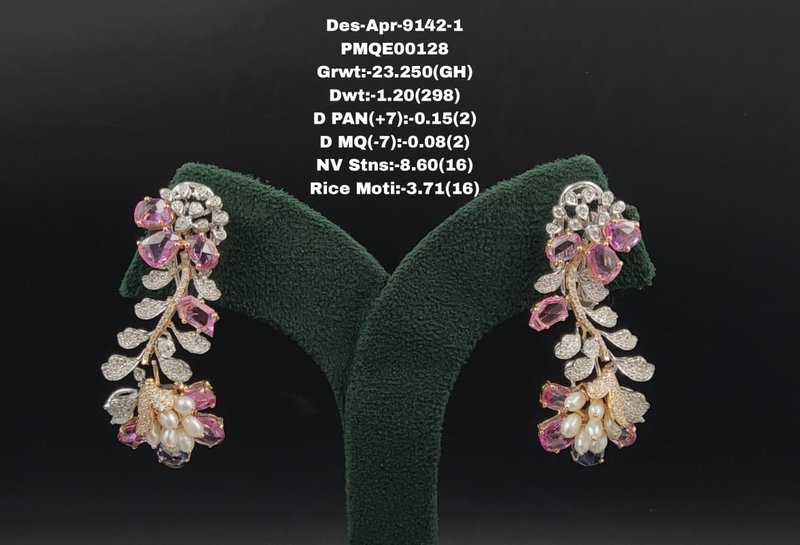 Des-Apr-9142-1
PMQE00128
Grwt:-23.250(GH)
Dwt:-1.20(298)
D PAN(+7):-0.15(2)
D MQ(-7):-0.08(2)
NV Stns:-8.60(16)
Rice Moti:-3.71(16)